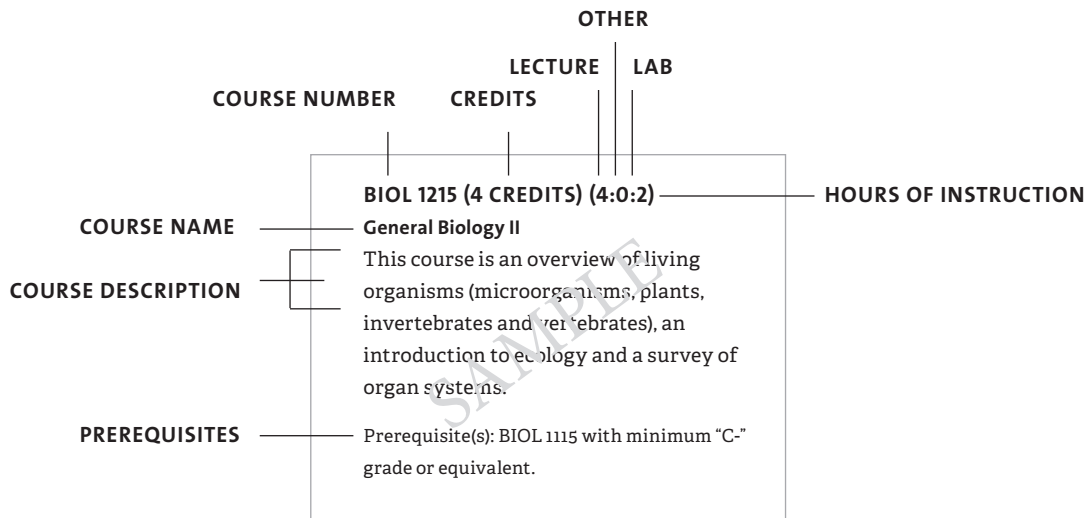 OTHER
LECTURE LAB
COURSE NUMBER CREDITS
BIOL 1215 (4 CREDITS) (4:0:2) HOURS OF INSTRUCTION
COURSE NAME General Biology II
This course is an overview of living
COURSE DESCRIPTION organisms (microorganisms, plants,
invertebrates and vertebrates), an
introduction to ecology and a survey of
organ systems.
SAMPLE
PREREQUISITES Prerequisite(s): BIOL 1115 with minimum “C-”
grade or equivalent.